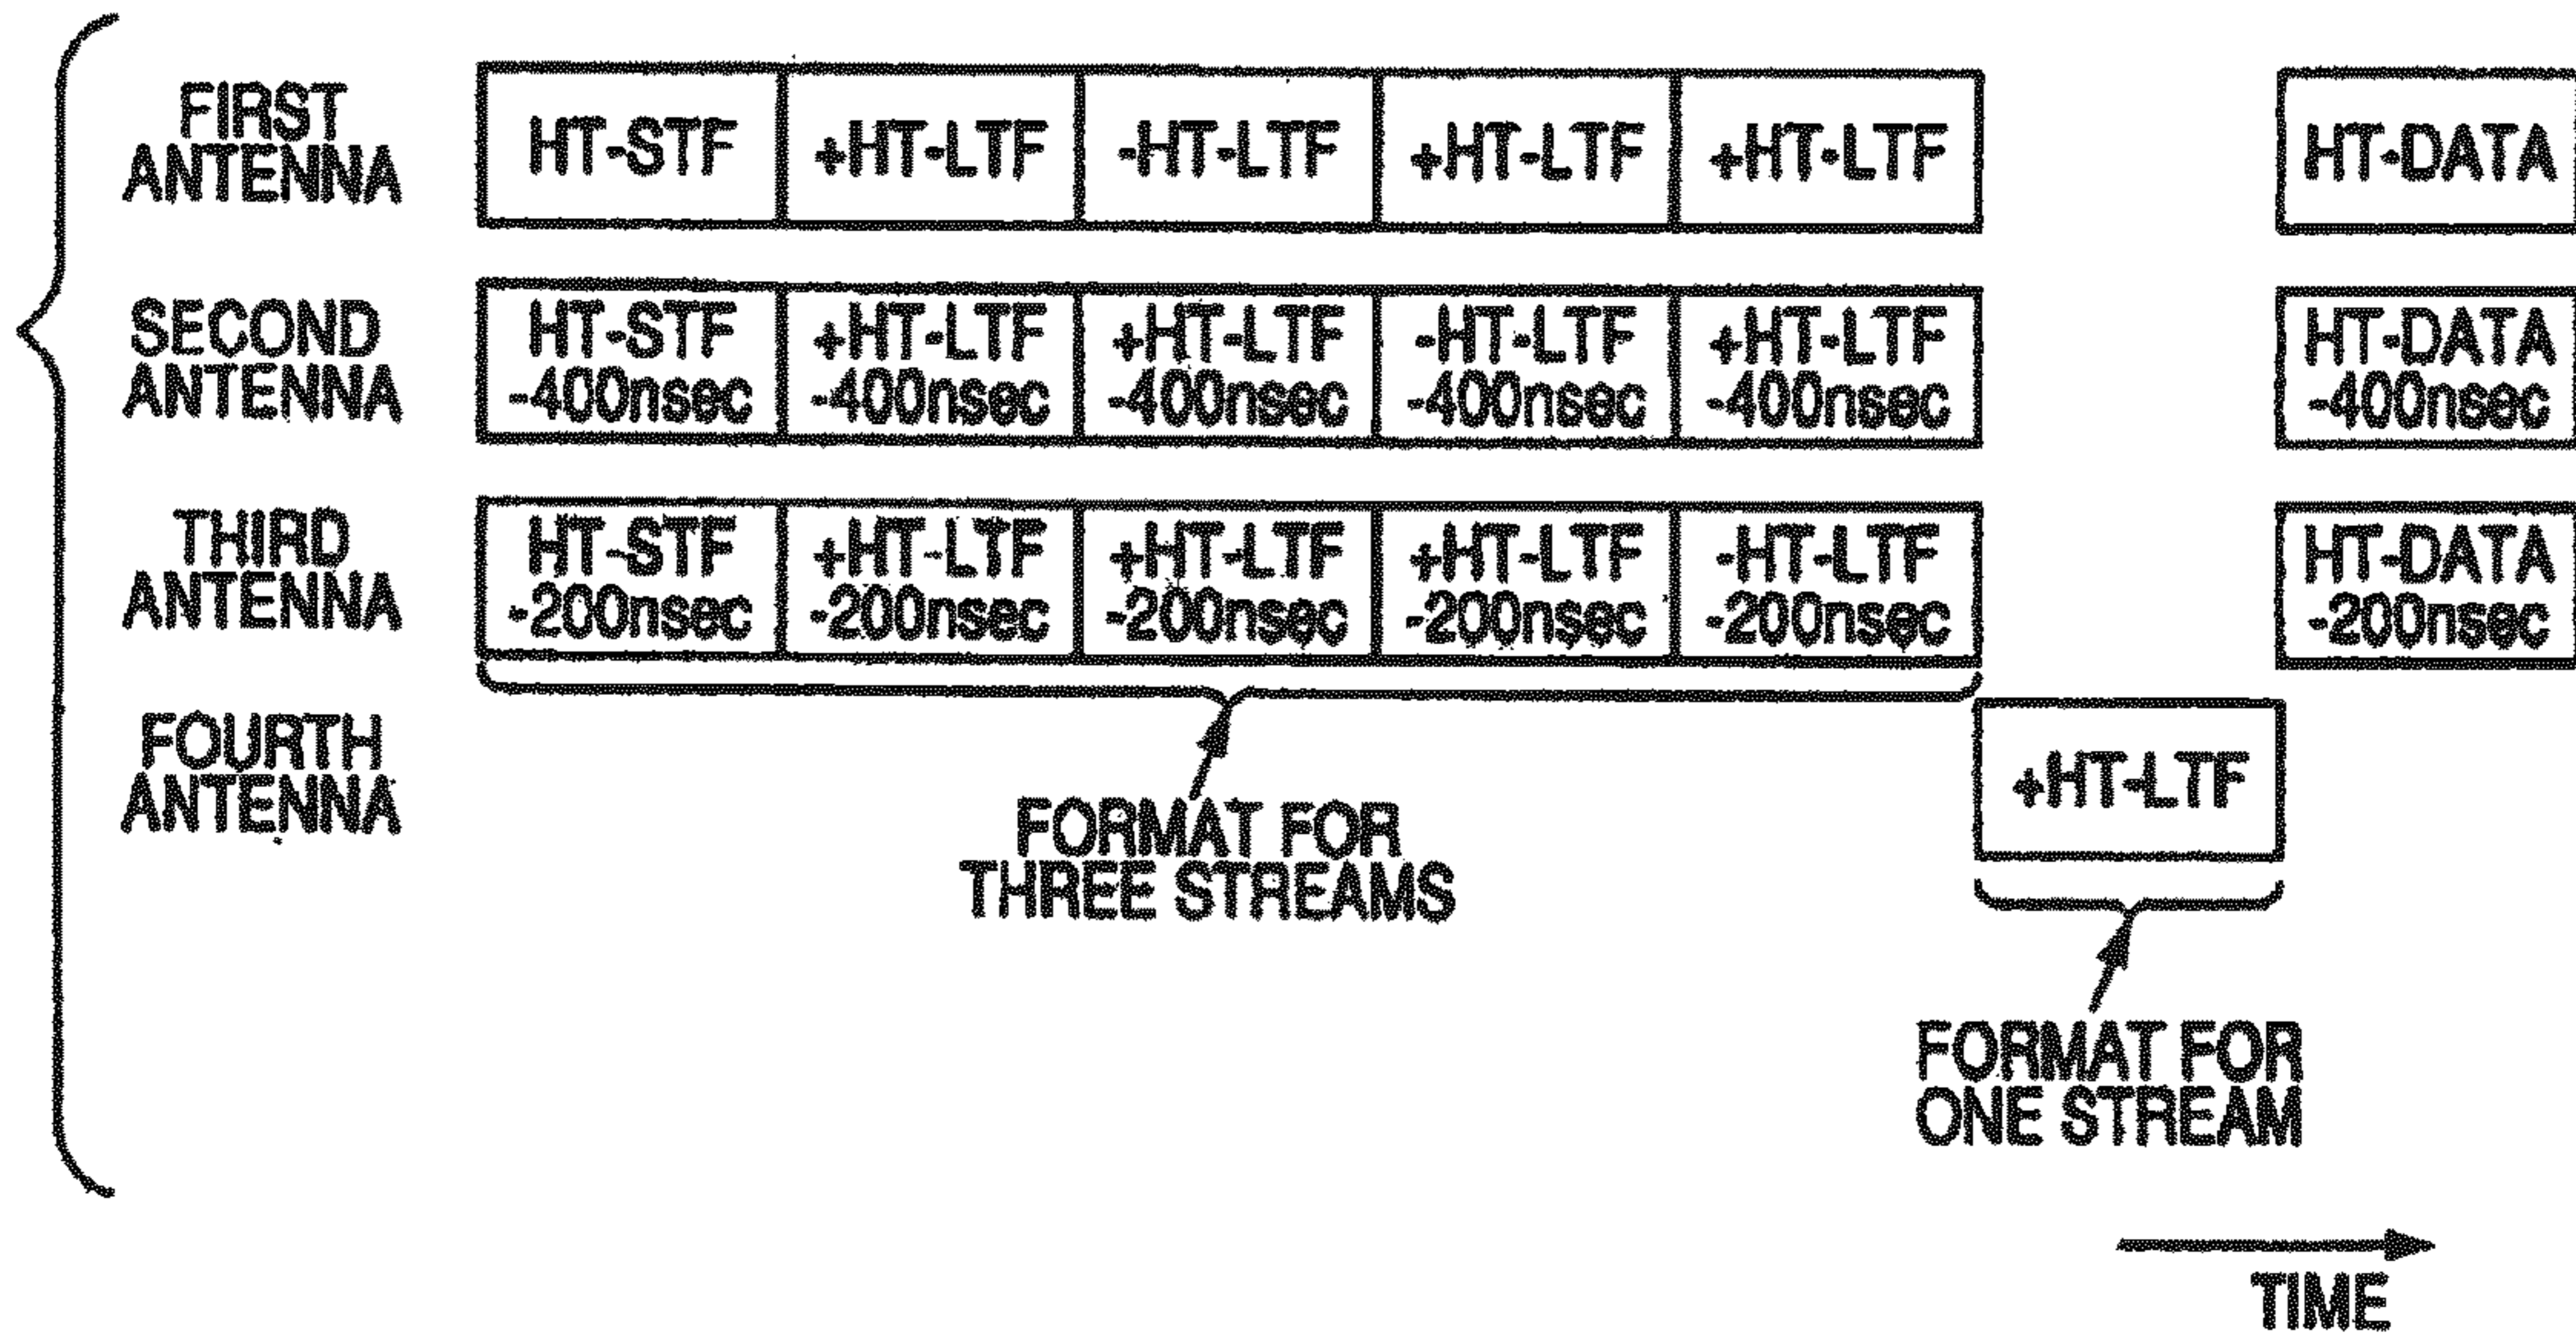 FIRST
ANTENNA
HT-STF
+HT-LTF
-HT-LTF
+HT-LTF
+HT-LTF
HT-DATA
SECOND
ANTENNA
HT-STF
-400nsec
+HT-LTF
-400nsec
+HT-LTF
-400nsec
-HT-LTF
-400nsec
+HT-LTF
-400nsec
HT-DATA
-400nsec
THIRD
ANTENNA
HT-STF
-200nsec
+HT-LTF
-200nsec
+HT-LTF
-200nsec
+HT-LTF
-200nsec
-HT-LTF
-200nsec
HT-DATA
-200nsec
FOURTH
ANTENNA
+HT-LTF
FORMAT FOR
THREE STREAMS
FORMAT FOR
ONE STREAM
TIME